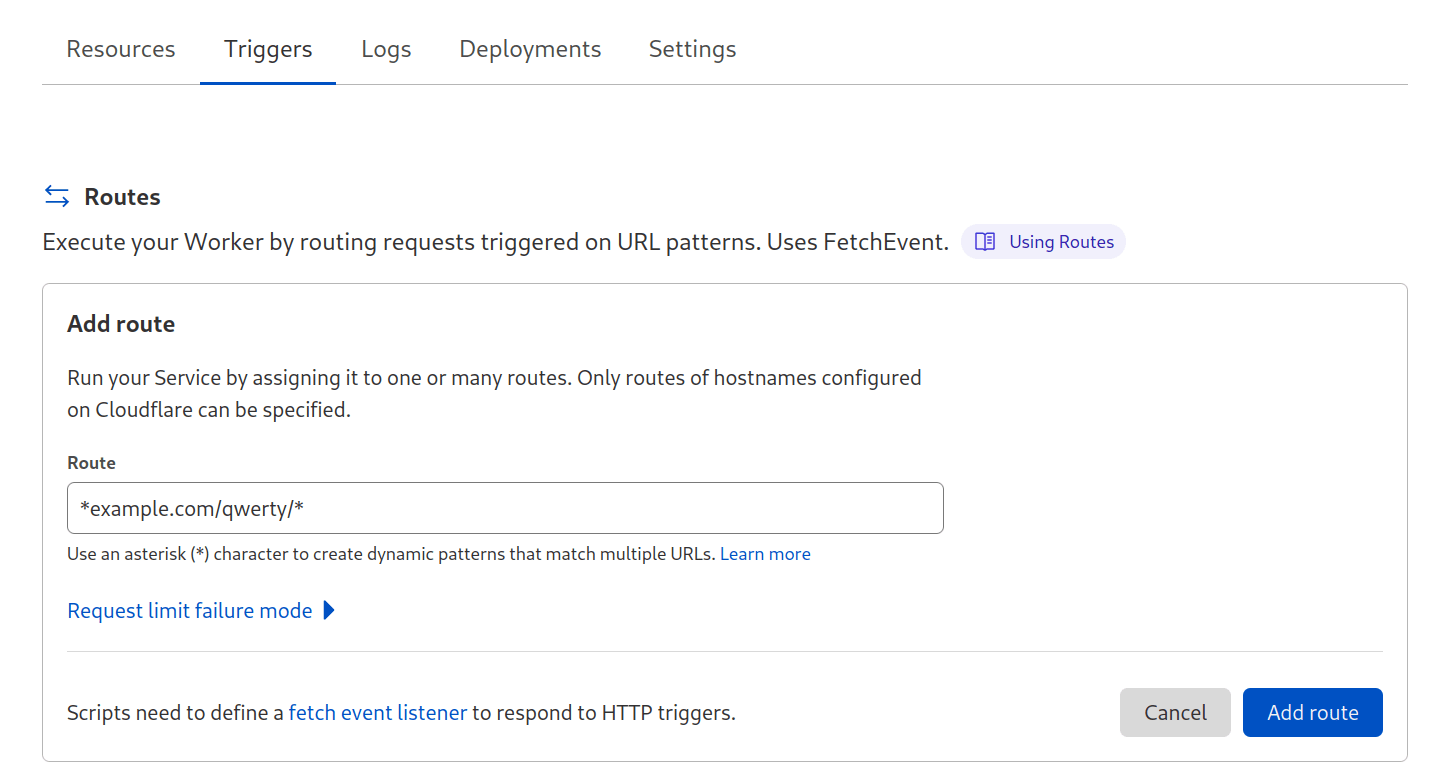 Resources Triggers Logs Deployments Settings
Routes
Execute your Worker by routing requests triggered on URL patterns. Uses FetchEvent. Using Routes
Add route
Run your Service by assigning it to one or many routes. Only routes of hostnames configured
on Cloudflare can be specified.
Route
*example.com/qwerty/*
Use an asterisk (*) character to create dynamic patterns that match multiple URLs. Learn more
Request limit failure mode
Scripts need to define a fetch event listener to respond to HTTP triggers. Cancel Add route